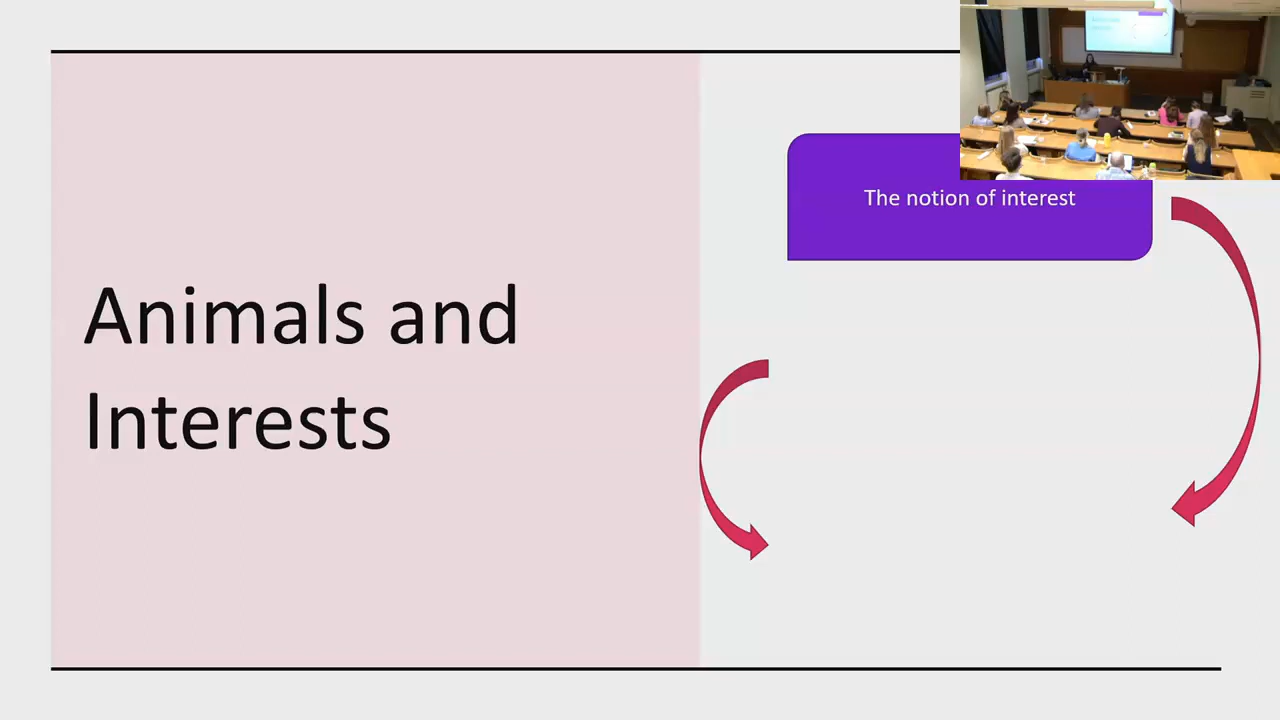 Animals and
Interests
The notion of interest